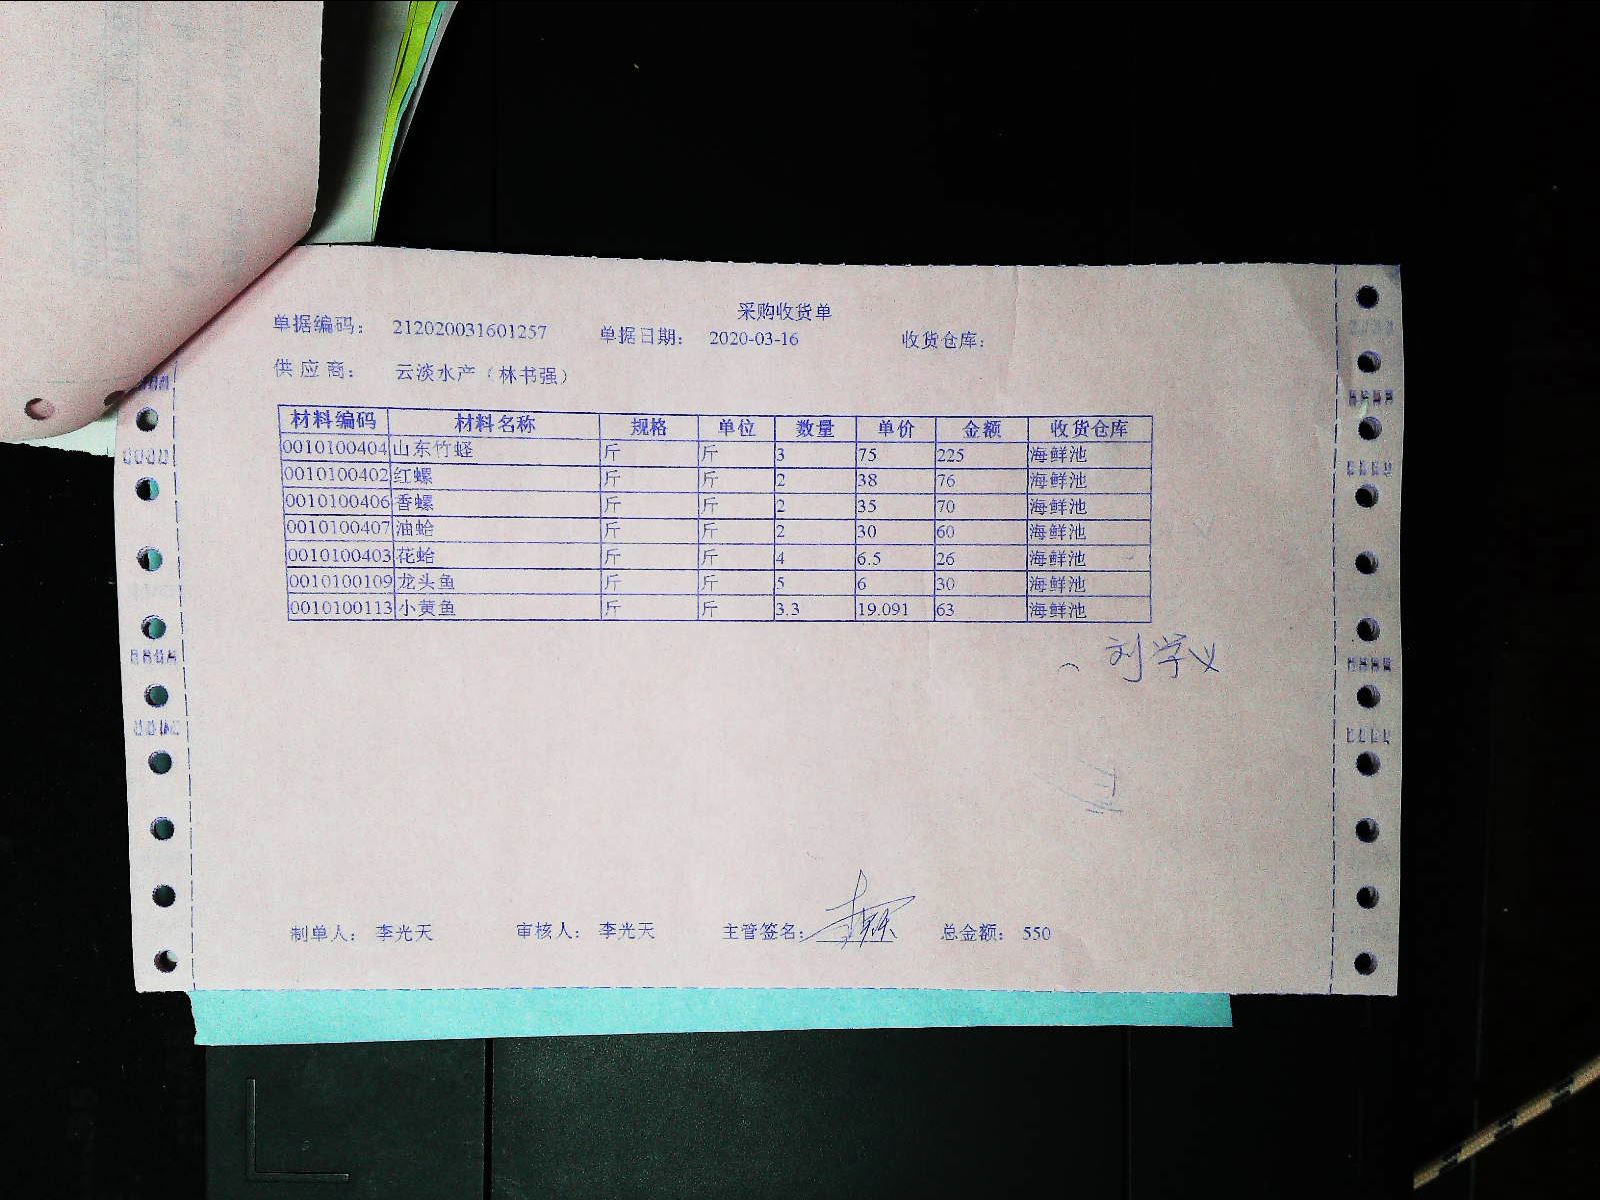 采购收货单
单据编码： 212020031601257 单据日期： 2020-03-16 收货仓库：
供应商： 云淡水产（林书强）
材料编码 材料名称 规格 单位 数量 单价 金额 收货仓库
0010100404 山东竹蛏 斤 斤 3 75 225 海鲜池
0010100402 红螺 斤 斤 2 38 76 海鲜池
0010100406 香螺 斤 斤 2 35 70 海鲜池
0010100407 油蛤 斤 斤 2 30 60 海鲜池
0010100403 花蛤 斤 斤 4 6.5 26 海鲜池
0010100109 龙头鱼 斤 斤 5 6 30 海鲜池
0010100113 小黄鱼 斤 斤 3.3 19.091 63 海鲜池
刘学义
制单人： 李光天 审核人： 李光天 主管签名： 总金额： 550